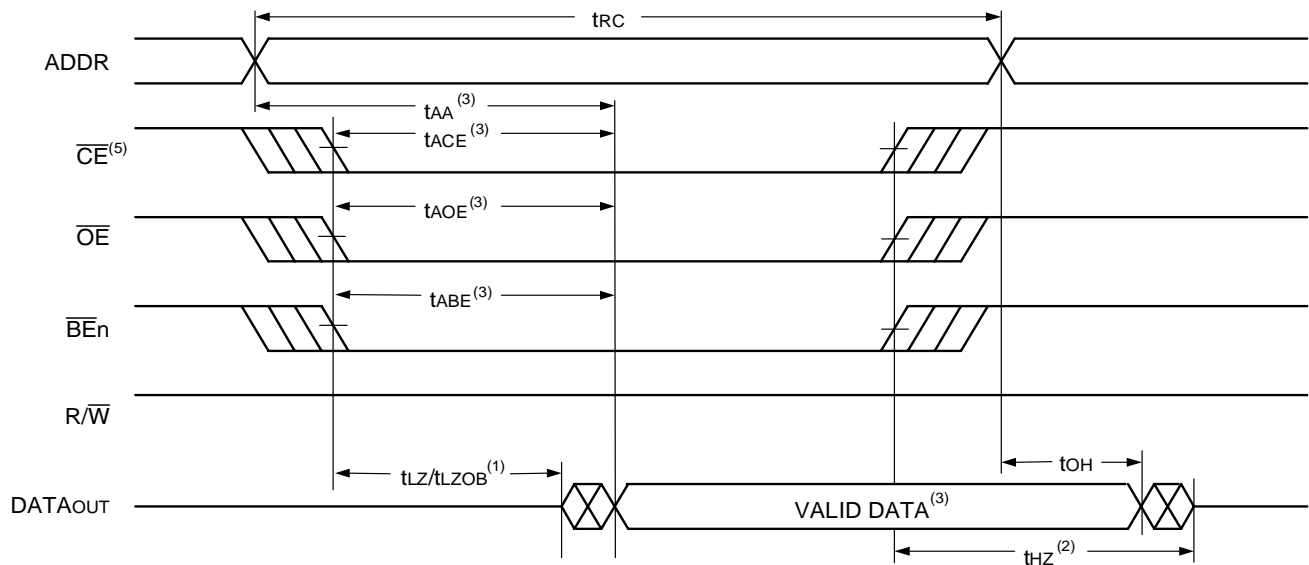 tRC
ADDR
tAA(3)
tACE(3)
CE(5)
tAOE(3)
OE
tABE(3)
BEn
R/W
tLZ/tLZOB(1)
tOH
DATAOUT
VALID DATA(3)
tHZ(2)